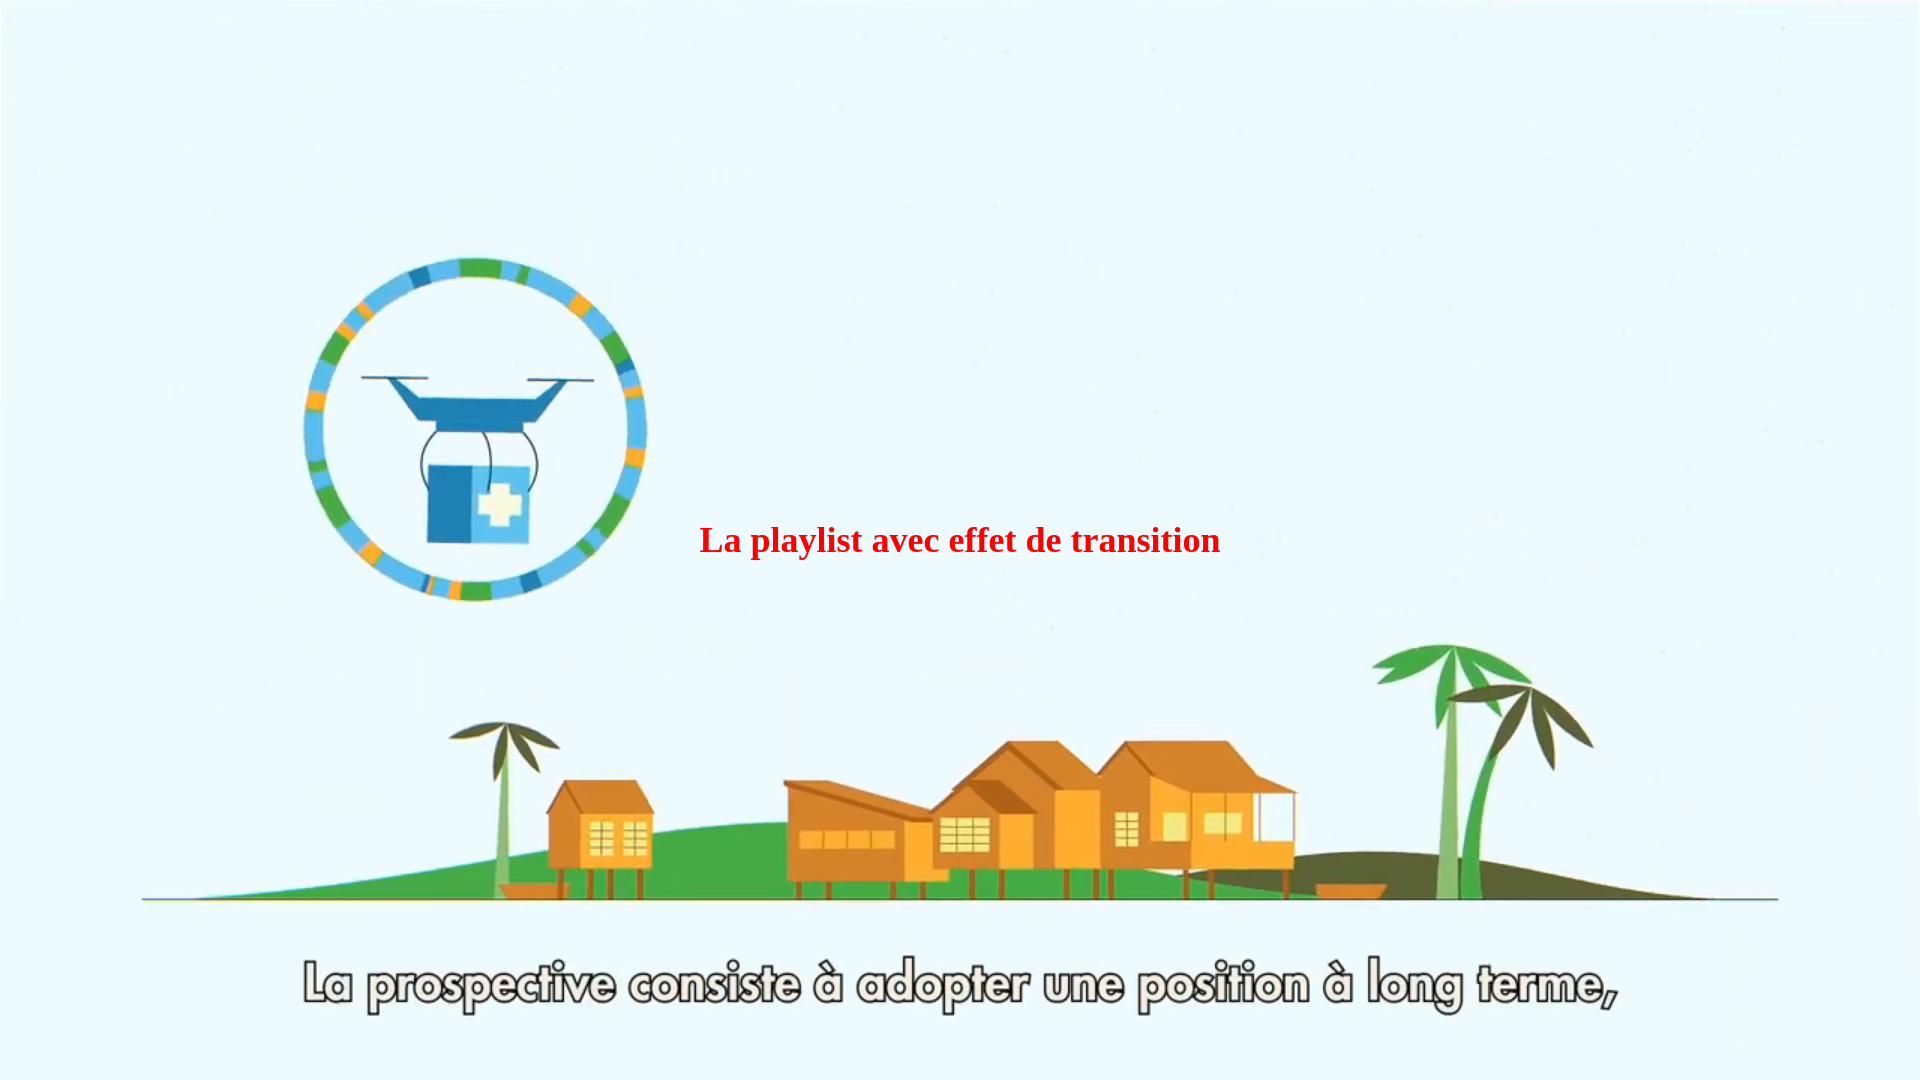 La playlist avec effet de transition
La prospective consiste à adopter une position à long terme,